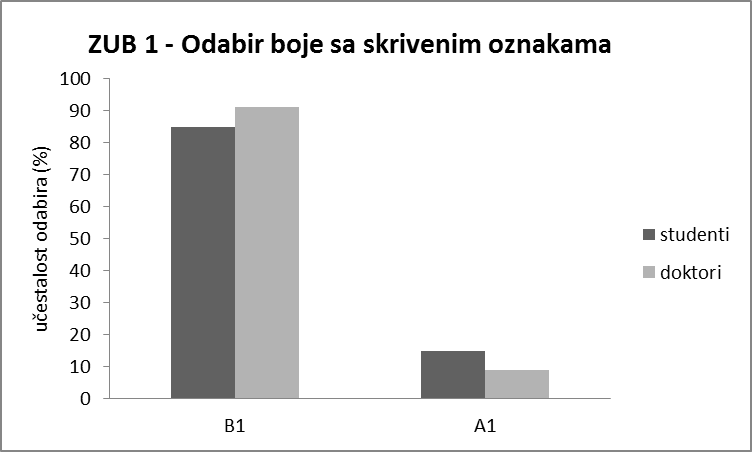 ZUB 1 - Odabir boje sa skrivenim oznakama
učestalost odabira (%)
100
90
80
70
60
50
40
30
20
10
0
B1
A1
studenti
doktori